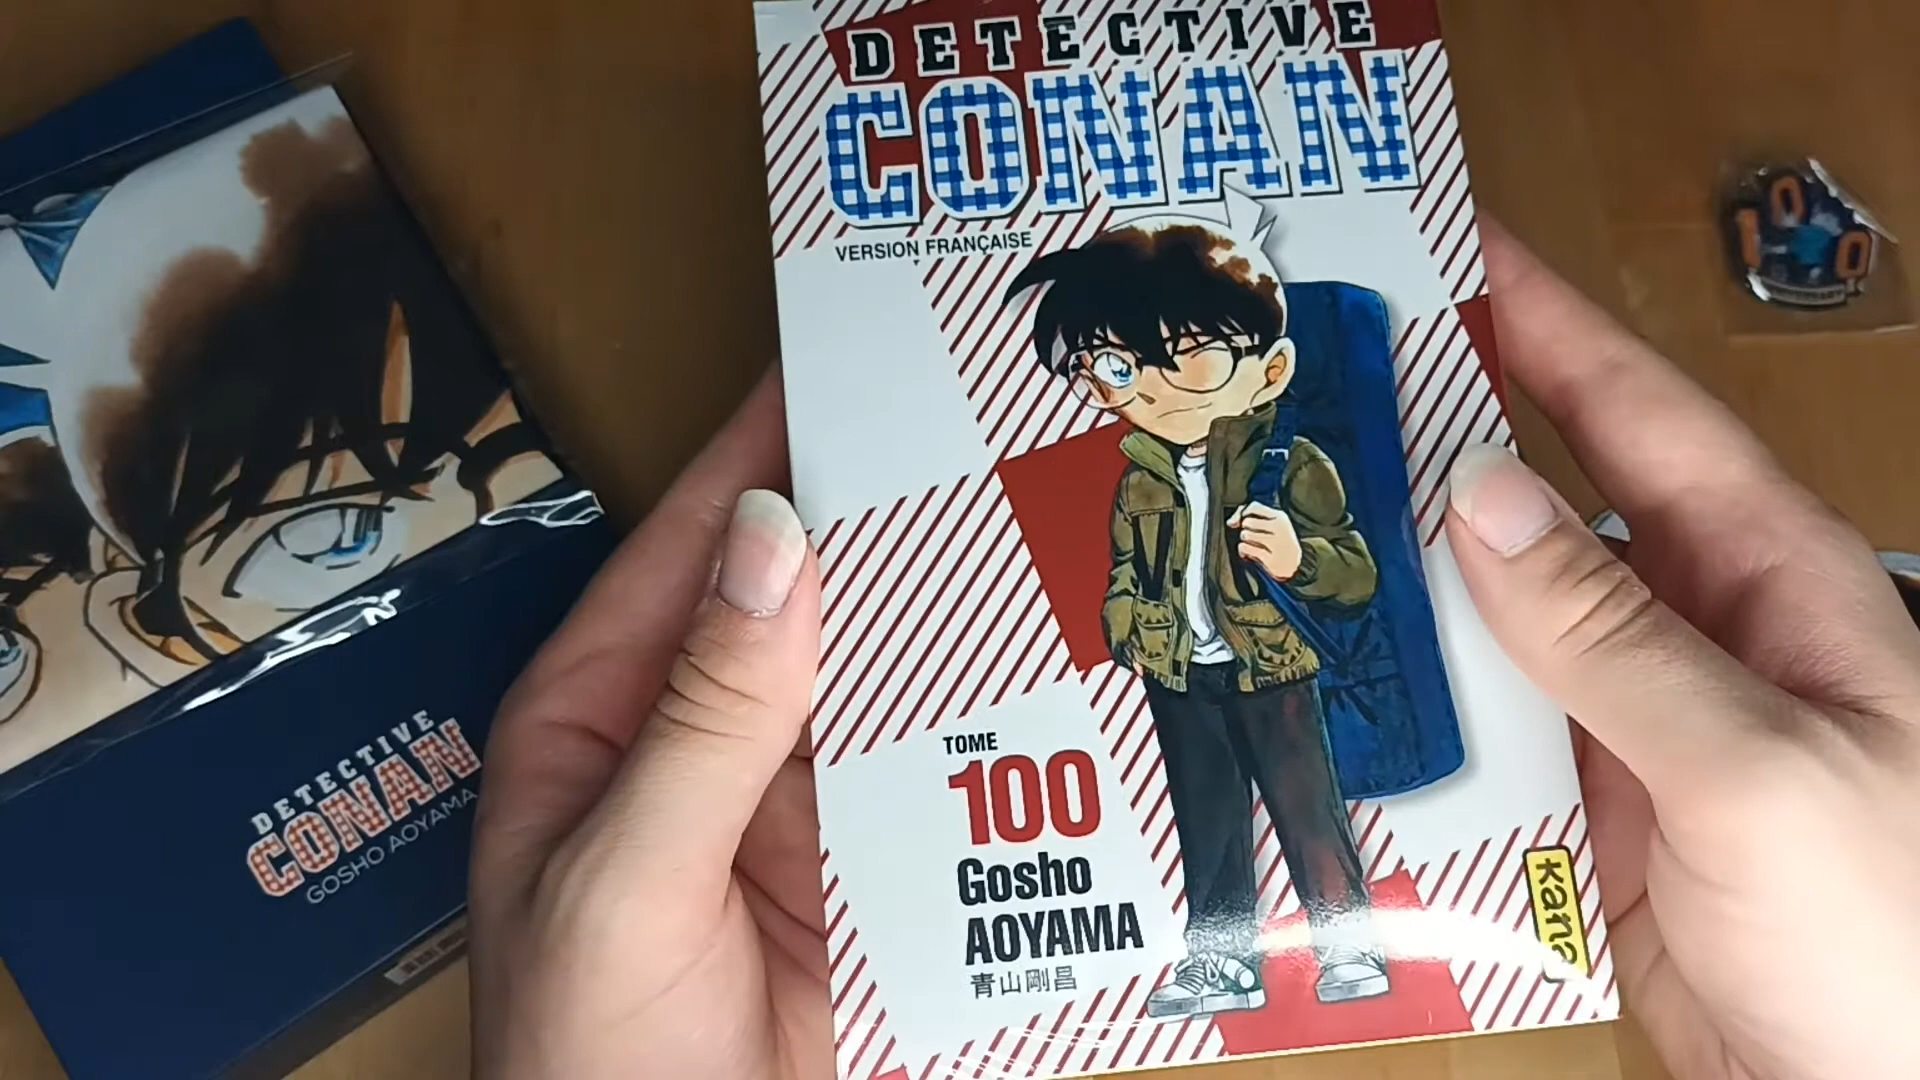 DETECTIVE
CONAN
VERSION FRANÇAISE
TOME
100
Gosho
AOYAMA
青山剛昌
kana
DETECTIVE
CONAN
GOSHO AOYAMA
100